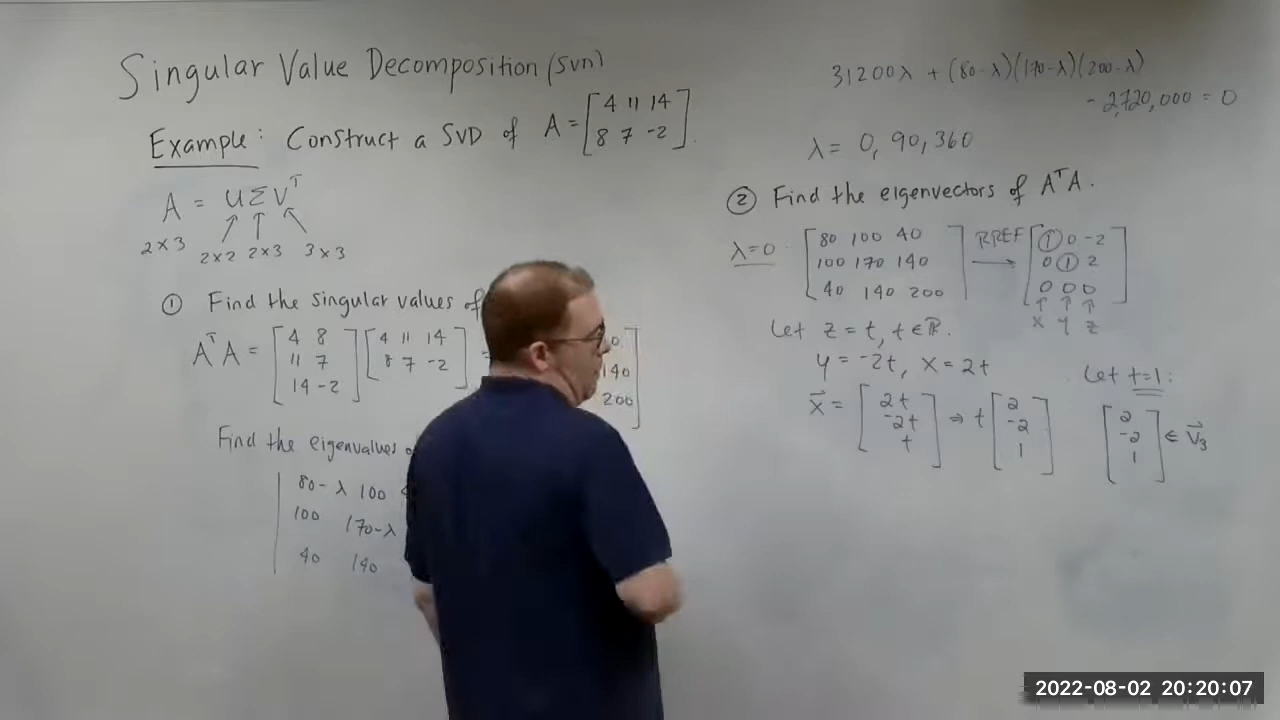 Singular Value Decomposition (SVD)
Example: Construct a SVD of A = [4 11 14
8 7 -2].
A = UΣVᵀ
2×3 2×2 2×3 3×3
① Find the singular values of
AᵀA = [4 8
11 7
14 -2] [4 11 14
8 7 -2] =
0
140
200]
Find the eigenvalues
| 80-λ 100
100 170-λ
40 140
31200λ + (80-λ)(170-λ)(200-λ)
- 2,720,000 = 0
λ = 0, 90, 360
② Find the eigenvectors of AᵀA.
λ=0 [80 100 40
100 170 140
40 140 200] RREF → [1 0 -2
0 1 2
0 0 0]
↑ ↑ ↑
x y z
Let z = t, t∈ℝ.
y = -2t, x = 2t
x⃗ = [2t
-2t
t] ⇒ t [2
-2
1]
Let t=1:
[2
-2
1] ∈ V⃗₃
2022-08-02 20:20:07